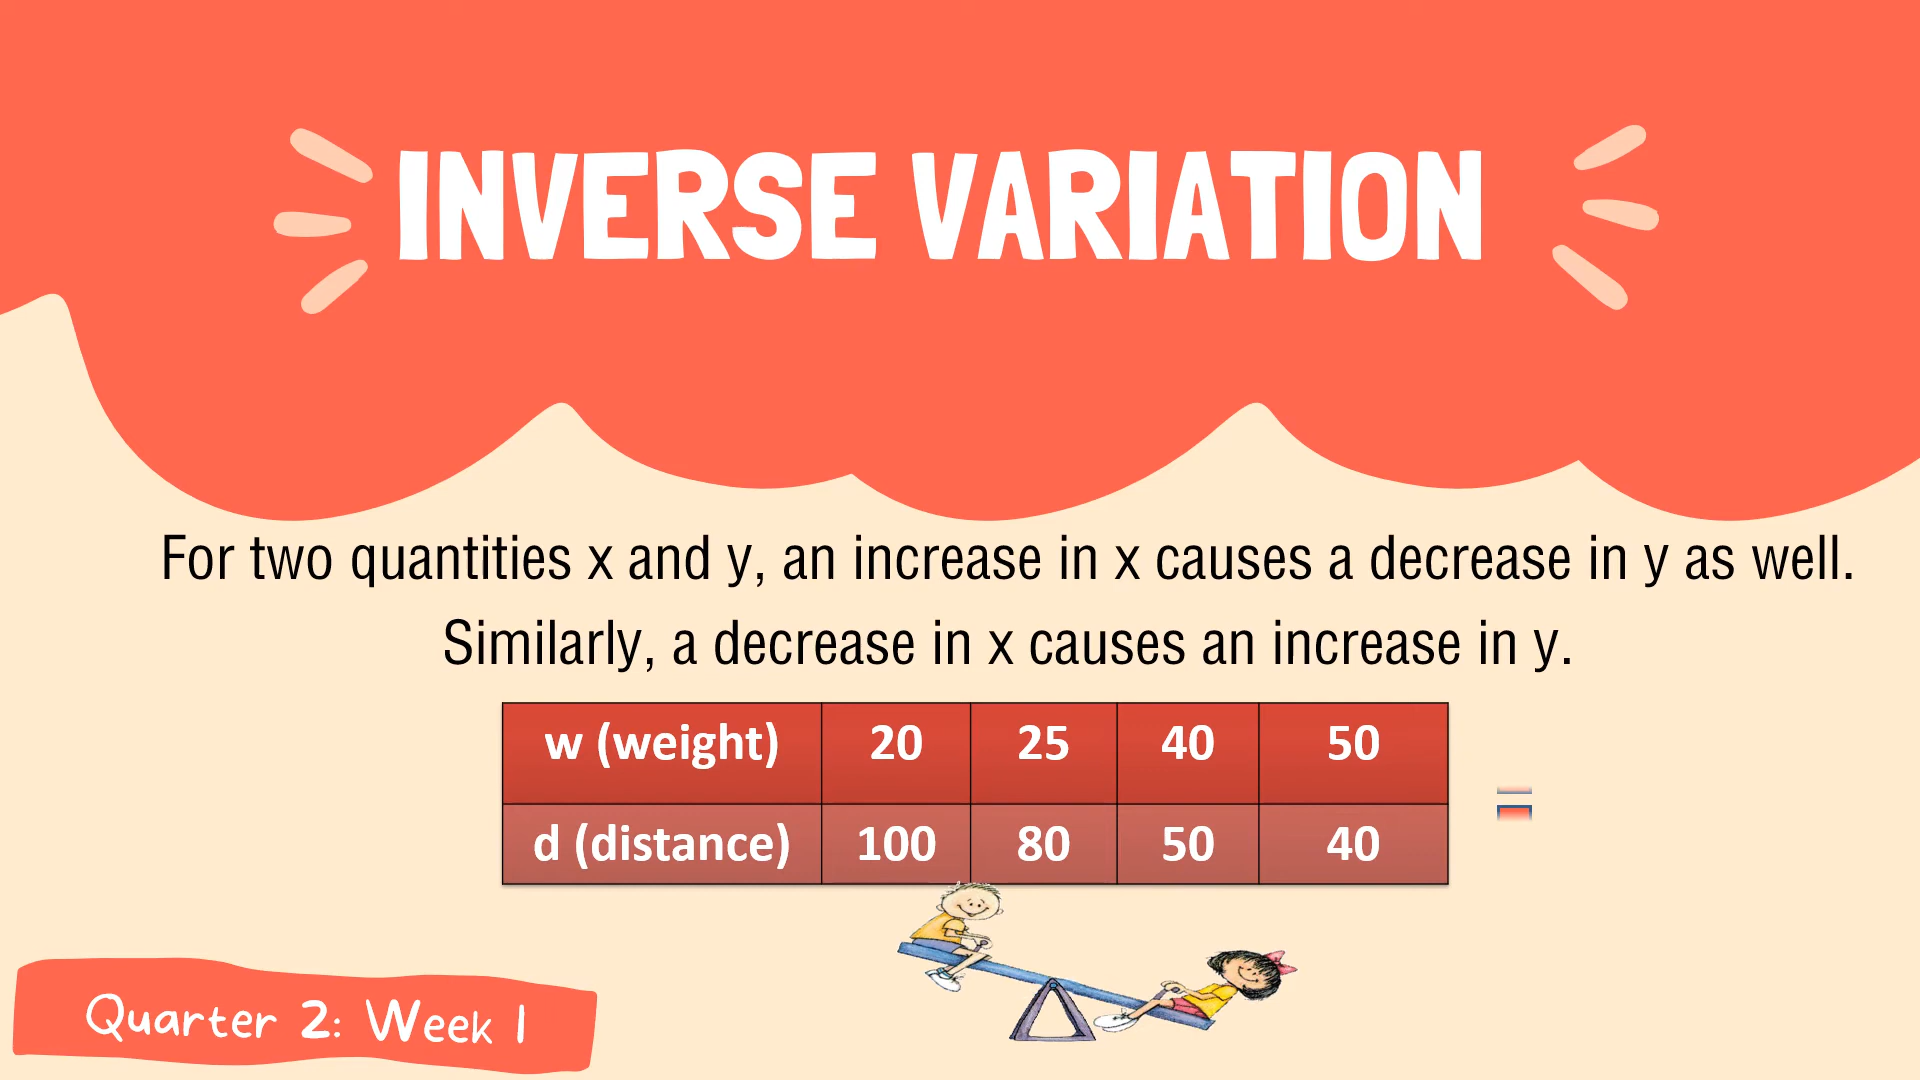 INVERSE VARIATION
For two quantities x and y, an increase in x causes a decrease in y as well.
Similarly, a decrease in x causes an increase in y.
w (weight) 20 25 40 50
d (distance) 100 80 50 40
Quarter 2: Week 1